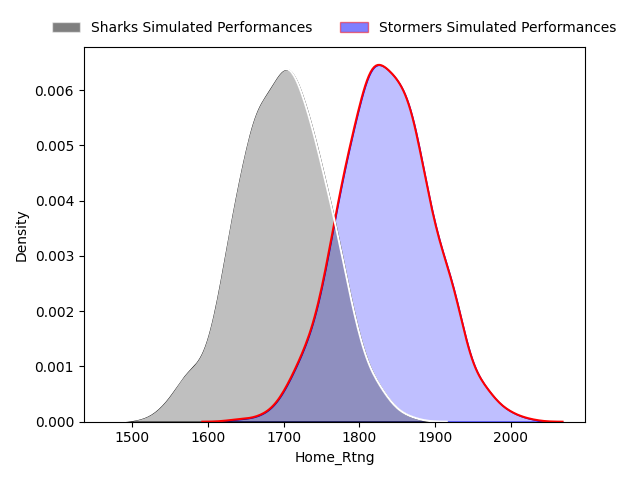 Sharks Simulated Performances Stormers Simulated Performances
0.006
0.005
0.004
0.003
0.002
0.001
0.000
Density
1500 1600 1700 1800 1900 2000
Home_Rtng